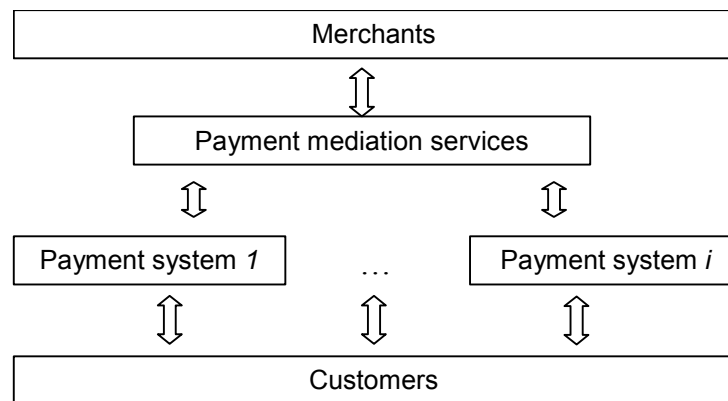 Merchants
Payment mediation services
Payment system 1
...
Payment system i
Customers